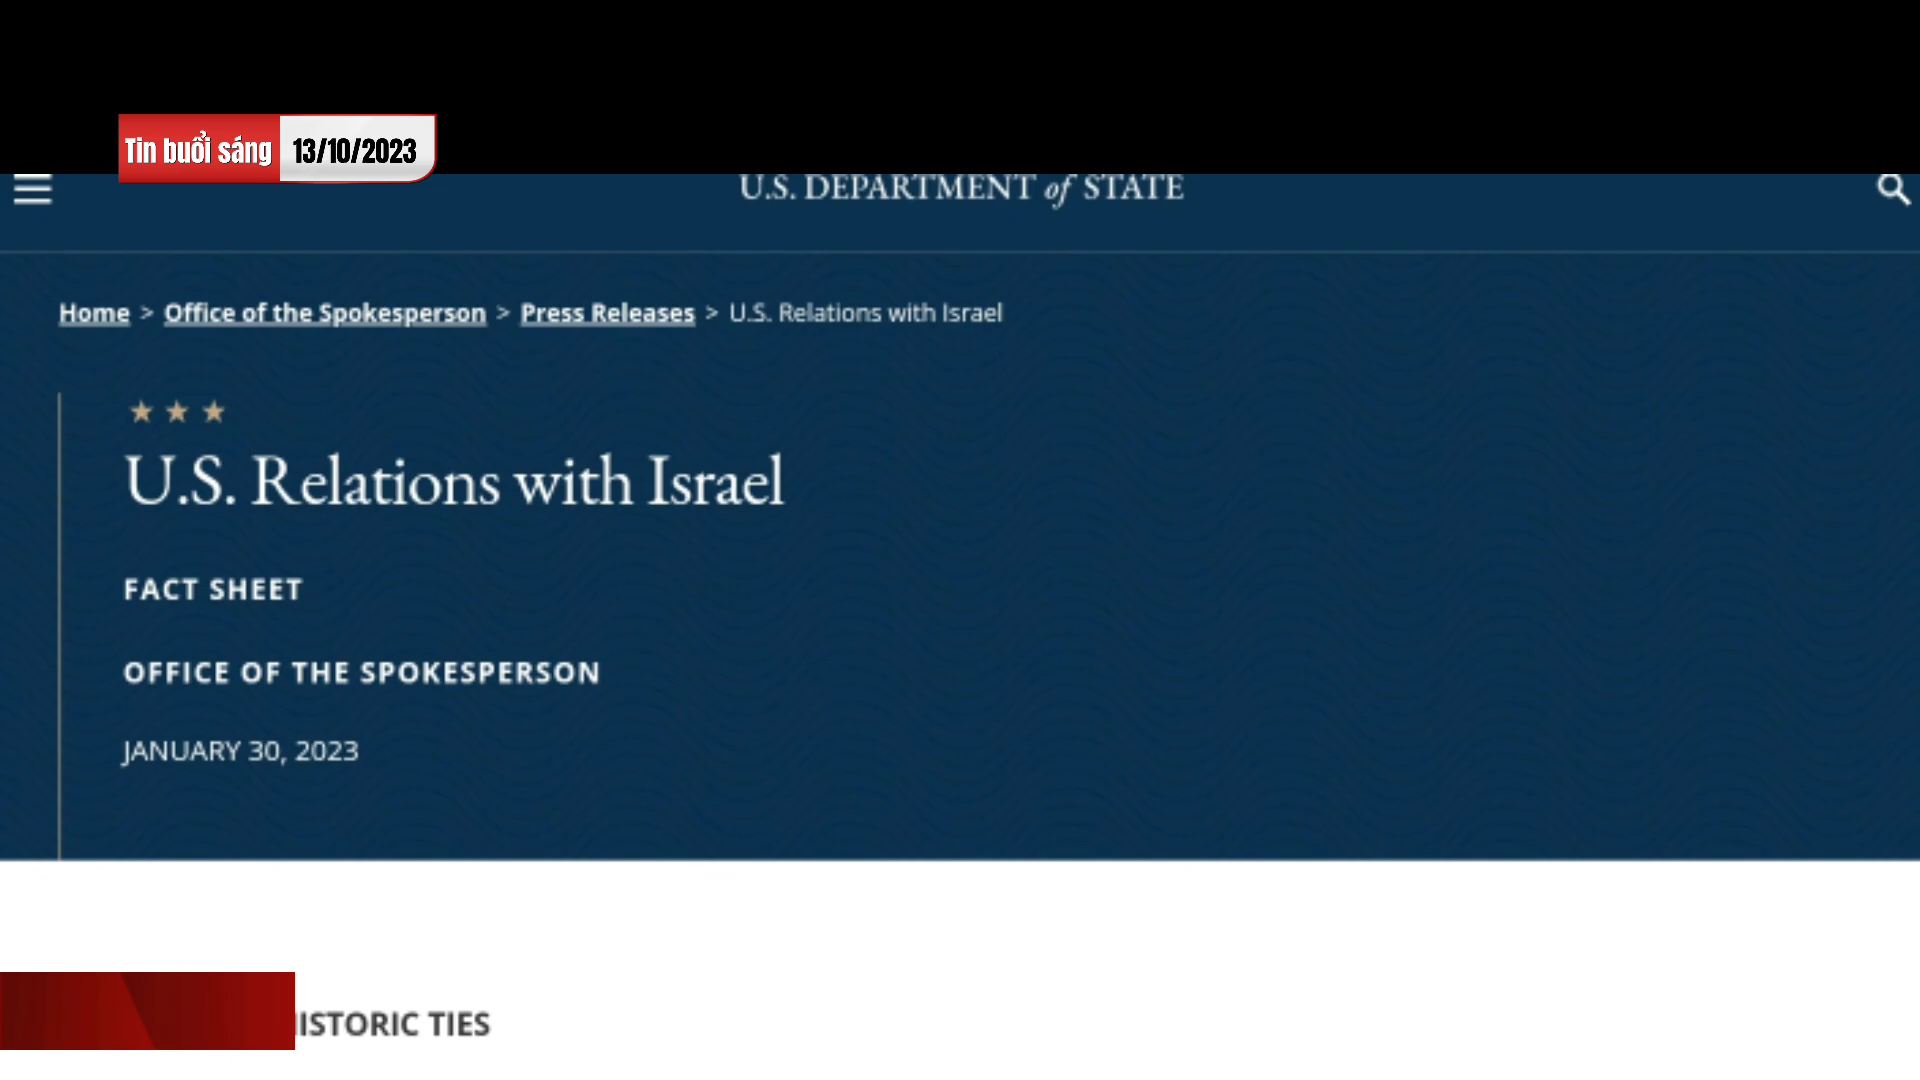 Tin buổi sáng 13/10/2023
U.S. DEPARTMENT of STATE
Home > Office of the Spokesperson > Press Releases > U.S. Relations with Israel
U.S. Relations with Israel
FACT SHEET
OFFICE OF THE SPOKESPERSON
JANUARY 30, 2023
TIES